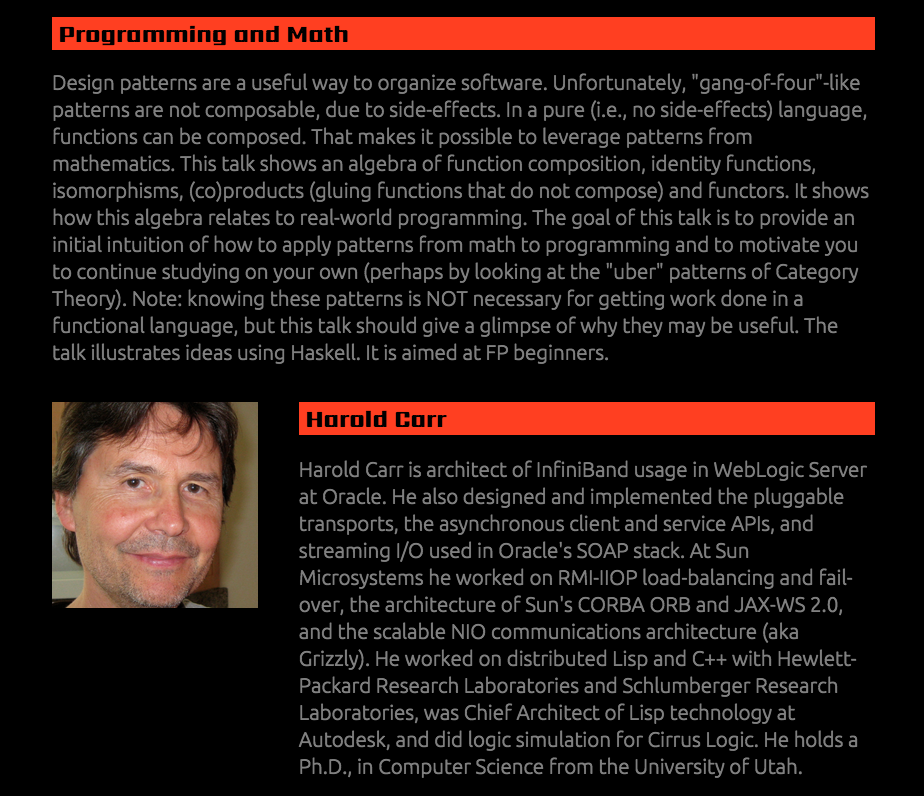 Programming and Math
Design patterns are a useful way to organize software. Unfortunately, "gang-of-four"-like
patterns are not composable, due to side-effects. In a pure (i.e., no side-effects) language,
functions can be composed. That makes it possible to leverage patterns from
mathematics. This talk shows an algebra of function composition, identity functions,
isomorphisms, (co)products (gluing functions that do not compose) and functors. It shows
how this algebra relates to real-world programming. The goal of this talk is to provide an
initial intuition of how to apply patterns from math to programming and to motivate you
to continue studying on your own (perhaps by looking at the "uber" patterns of Category
Theory). Note: knowing these patterns is NOT necessary for getting work done in a
functional language, but this talk should give a glimpse of why they may be useful. The
talk illustrates ideas using Haskell. It is aimed at FP beginners.
Harold Carr
Harold Carr is architect of InfiniBand usage in WebLogic Server
at Oracle. He also designed and implemented the pluggable
transports, the asynchronous client and service APIs, and
streaming I/O used in Oracle's SOAP stack. At Sun
Microsystems he worked on RMI-IIOP load-balancing and fail-
over, the architecture of Sun's CORBA ORB and JAX-WS 2.0,
and the scalable NIO communications architecture (aka
Grizzly). He worked on distributed Lisp and C++ with Hewlett-
Packard Research Laboratories and Schlumberger Research
Laboratories, was Chief Architect of Lisp technology at
Autodesk, and did logic simulation for Cirrus Logic. He holds a
Ph.D., in Computer Science from the University of Utah.